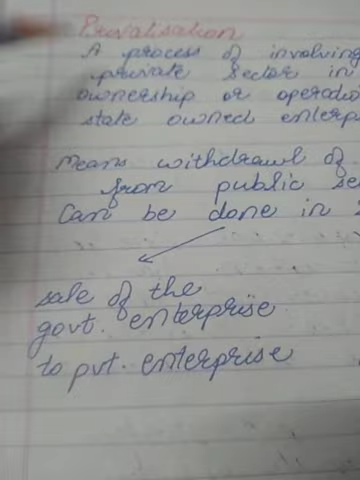 Privalisation
A process of involving
private sector in
ownership or operatio
state owned enterp
Means withdrawl of
from public se
Can be done in
sale of the
govt. enterprise
to pvt. enterprise